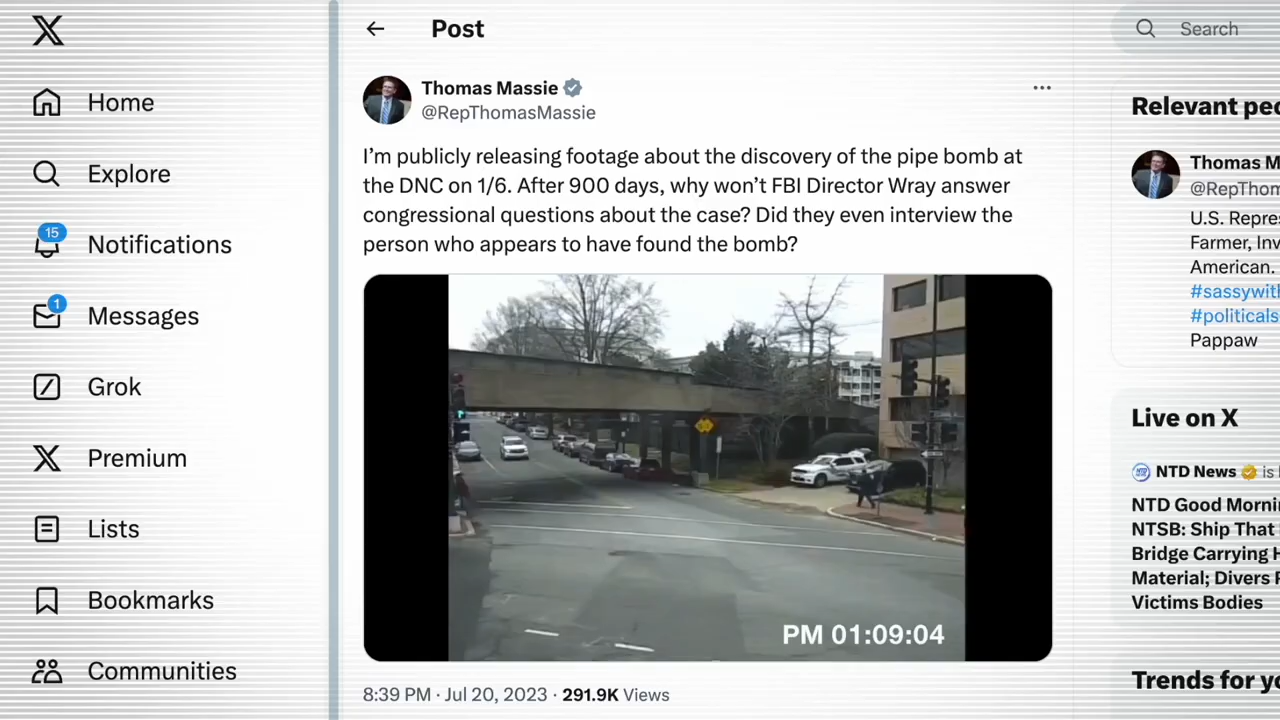 Post
Search
Home
Explore
15
Notifications
1
Messages
Grok
Premium
Lists
Bookmarks
Communities
Thomas Massie
@RepThomasMassie
I'm publicly releasing footage about the discovery of the pipe bomb at
the DNC on 1/6. After 900 days, why won't FBI Director Wray answer
congressional questions about the case? Did they even interview the
person who appears to have found the bomb?
PM 01:09:04
8:39 PM · Jul 20, 2023 · 291.9K Views
Relevant peo
Thomas M
@RepThom
U.S. Repres
Farmer, Inv
American.
#sassywith
#politicals
Pappaw
Live on X
NTD News is
NTD Good Morni
NTSB: Ship That
Bridge Carrying H
Material; Divers
Victims Bodies
Trends for yo